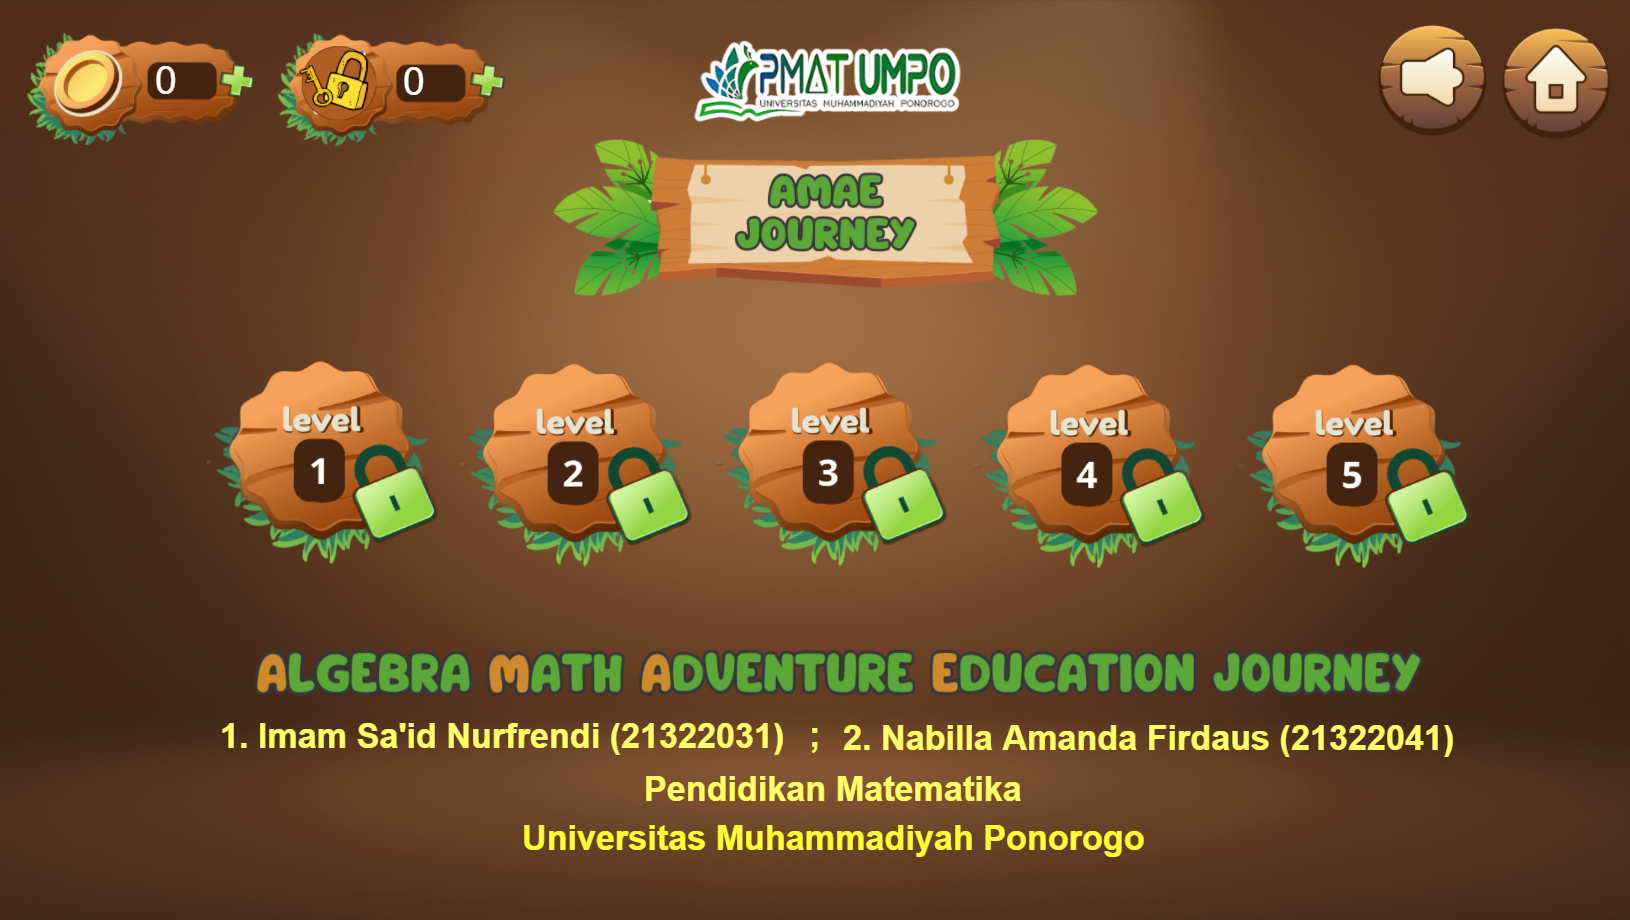 0
0
PMAT UMPO
UNIVERSITAS MUHAMMADIYAH PONOROGO
AMAE
JOURNEY
level
1
level
2
level
3
level
4
level
5
ALGEBRA MATH ADVENTURE EDUCATION JOURNEY
1. Imam Sa'id Nurfrendi (21322031) ; 2. Nabilla Amanda Firdaus (21322041)
Pendidikan Matematika
Universitas Muhammadiyah Ponorogo